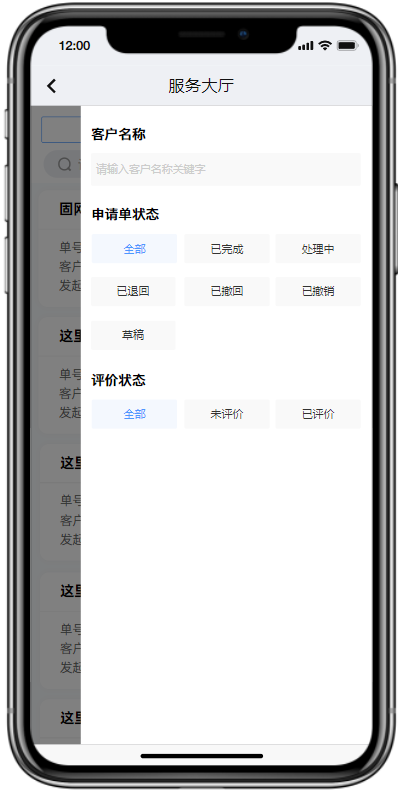 12:00
服务大厅
客户名称
请输入客户名称关键字
申请单状态
全部 已完成 处理中
已退回 已撤回 已撤销
草稿
评价状态
全部 未评价 已评价
固网
单号
客户
发起
这里
单号
客户
发起
这里
单号
客户
发起
这里
单号
客户
发起
这里